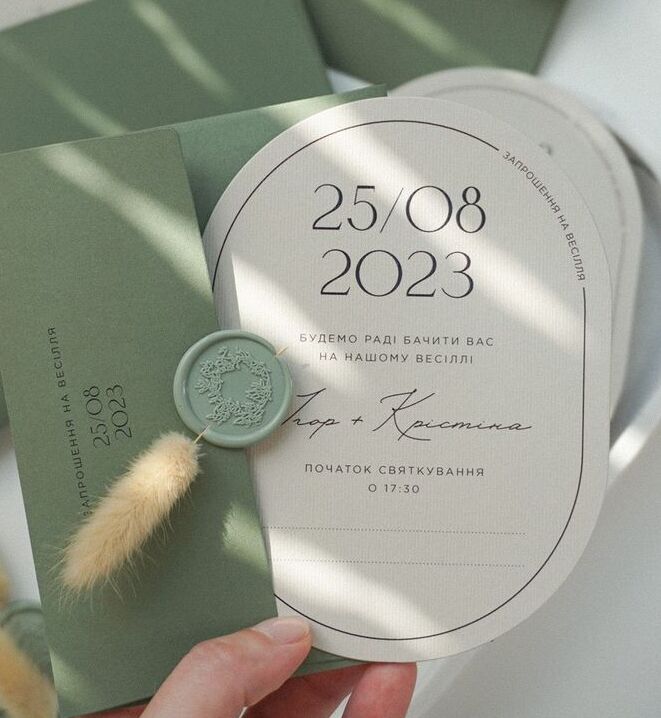 ЗАПРОШЕННЯ НА ВЕСІЛЛЯ
25/08
2023
БУДЕМО РАДІ БАЧИТИ ВАС
НА НАШОМУ ВЕСІЛЛІ
Ігор + Крістіна
ПОЧАТОК СВЯТКУВАННЯ
О 17:30
ЗАПРОШЕННЯ НА ВЕСІЛЛЯ
25/08
2023